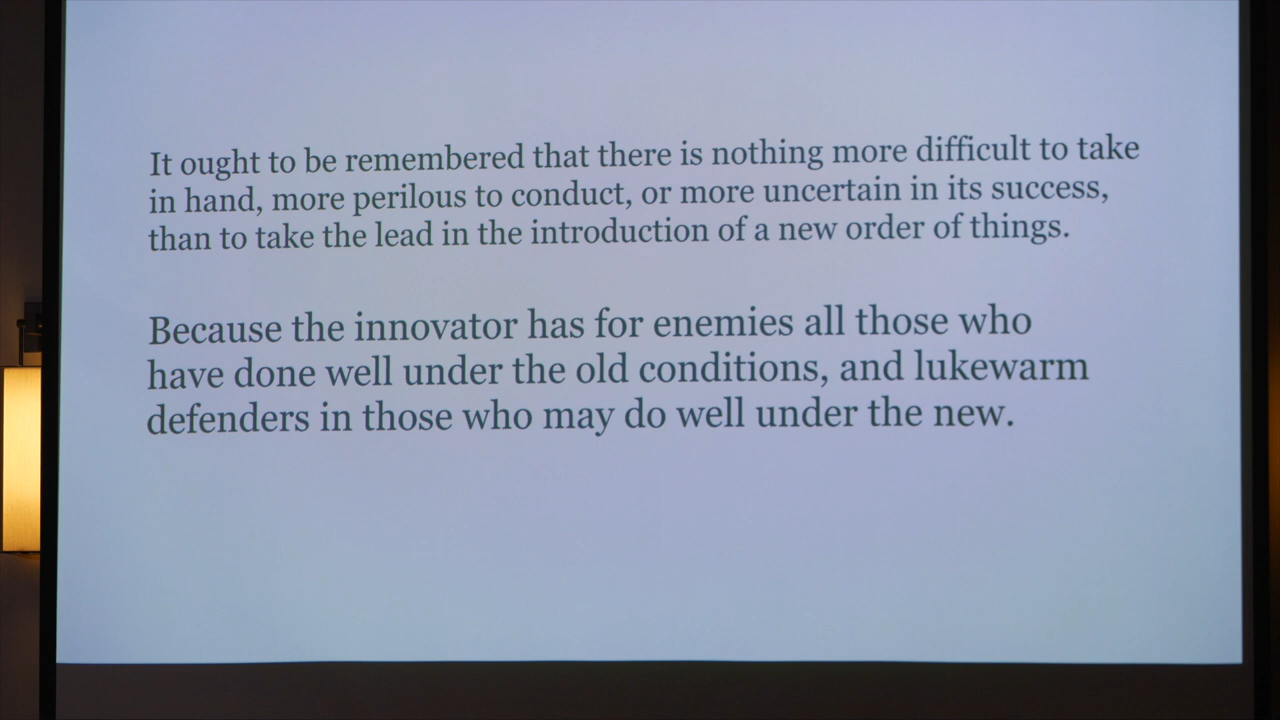 It ought to be remembered that there is nothing more difficult to take
in hand, more perilous to conduct, or more uncertain in its success,
than to take the lead in the introduction of a new order of things.
Because the innovator has for enemies all those who
have done well under the old conditions, and lukewarm
defenders in those who may do well under the new.